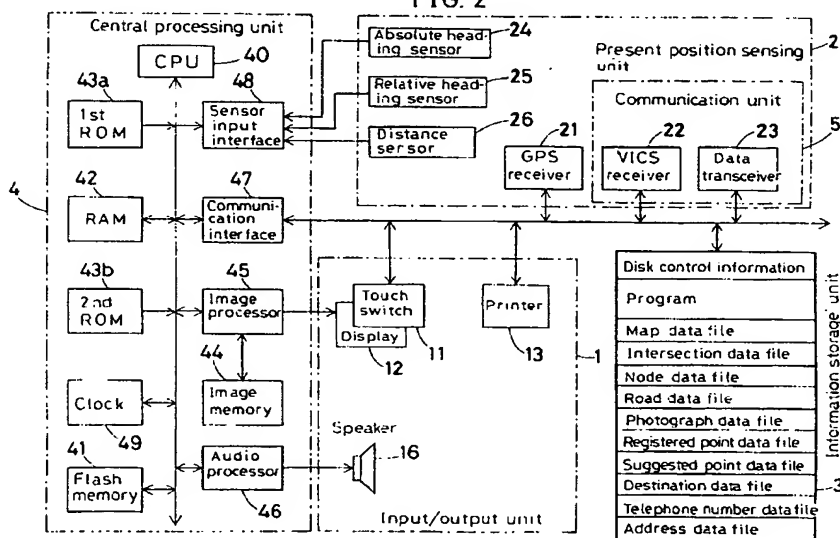 FIG. 2
Central processing unit
CPU
40
43a
1st
ROM
48
Sensor
input
interface
42
RAM
47
Communi-
cation
interface
4
43b
2nd
ROM
45
Image
processor
44
Image
memory
Clock
49
41
Flash
memory
Audio
processor
46
Absolute head-
ing sensor
24
Relative head-
ing sensor
25
Distance
sensor
26
Present position sensing
unit
2
Communication unit
21
GPS
receiver
22
VICS
receiver
23
Data
transceiver
5
Touch
switch
11
Display
12
Printer
13
1
Speaker
16
Input/output unit
Disk control information
Program
Map data file
Intersection data file
Node data file
Road data file
Photograph data file
Registered point data file
Suggested point data file
Destination data file
Telephone number data file
Address data file
Information storage unit
3